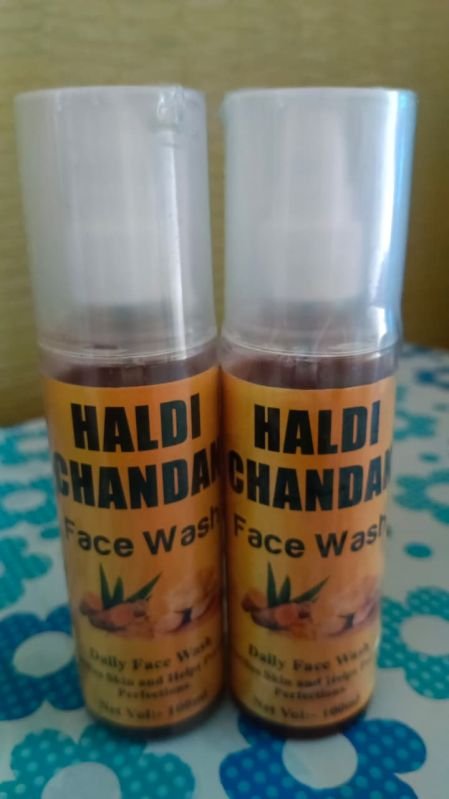 HALDI
CHANDAN
Face Wash
Daily Face Wash
Skin and Helps
Perfections
Net Vol:- 100ml
HALDI
CHANDAN
Face Wash
Daily Face Wash
Skin and Helps
Perfections
Net Vol:- 100ml